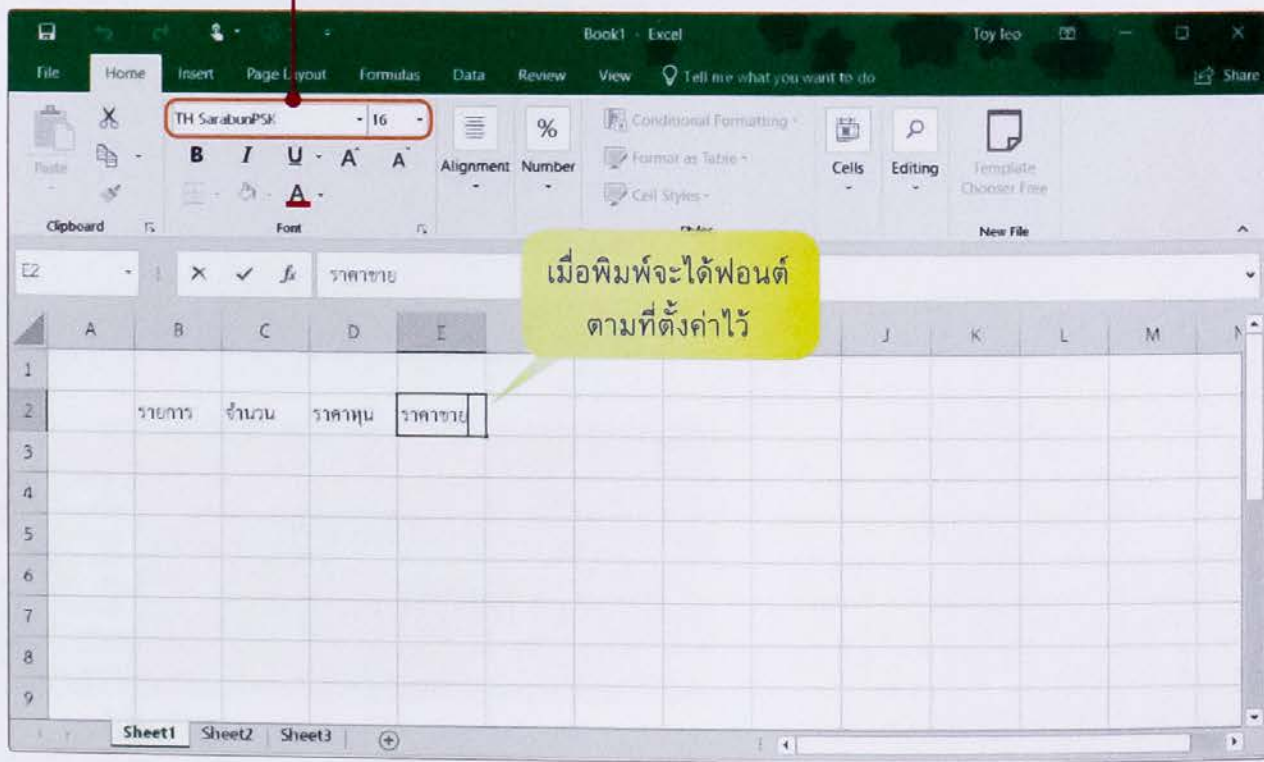 Book1 - Excel Toy leo
File Home Insert Page Layout Formulas Data Review View Tell me what you want to do Share
TH SarabunPSK 16
Paste B I U A A Alignment % Number Conditional Formatting Format as Table Cell Styles Cells Editing Template Chooser Free
Clipboard Font Styles New File
E2 fx ราคาขาย
เมื่อพิมพ์จะได้ฟอนต์
ตามที่ตั้งค่าไว้
A B C D E J K L M N
1
2 รายการ จำนวน ราคาทุน ราคาขาย
3
4
5
6
7
8
9
Sheet1 Sheet2 Sheet3